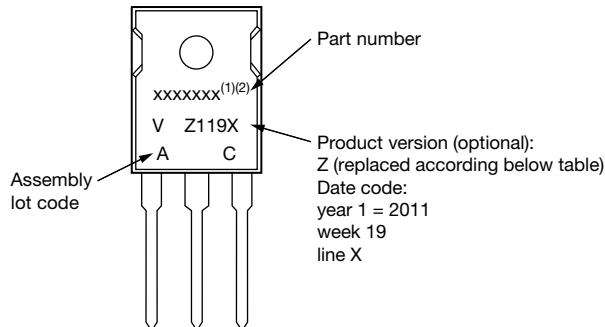 Part number
xxxxxxx(1)(2)
V Z119X
A C
Assembly
lot code
Product version (optional):
Z (replaced according below table)
Date code:
year 1 = 2011
week 19
line X